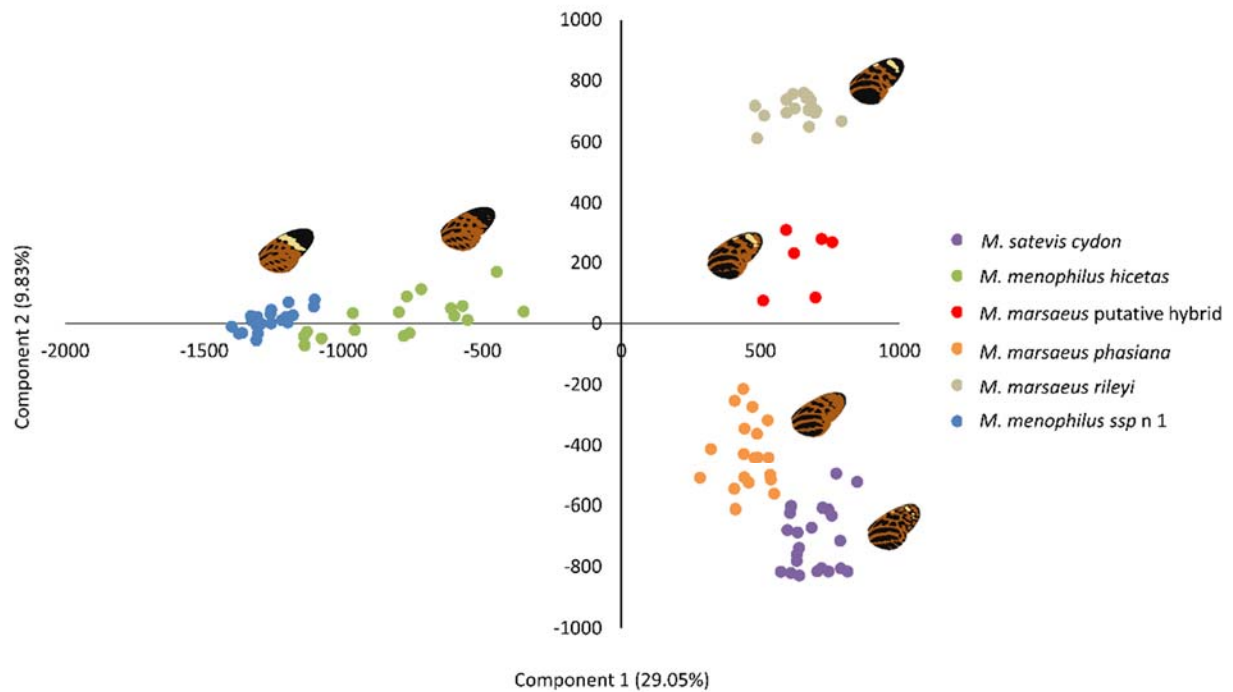 1000
800
600
400
200
0
-200
-400
-600
-800
-1000
-2000 -1500 -1000 -500 0 500 1000
Component 2 (9.83%)
Component 1 (29.05%)
M. satevis cydon
M. menophilus hicetas
M. marsaeus putative hybrid
M. marsaeus phasiana
M. marsaeus rileyi
M. menophilus ssp n 1